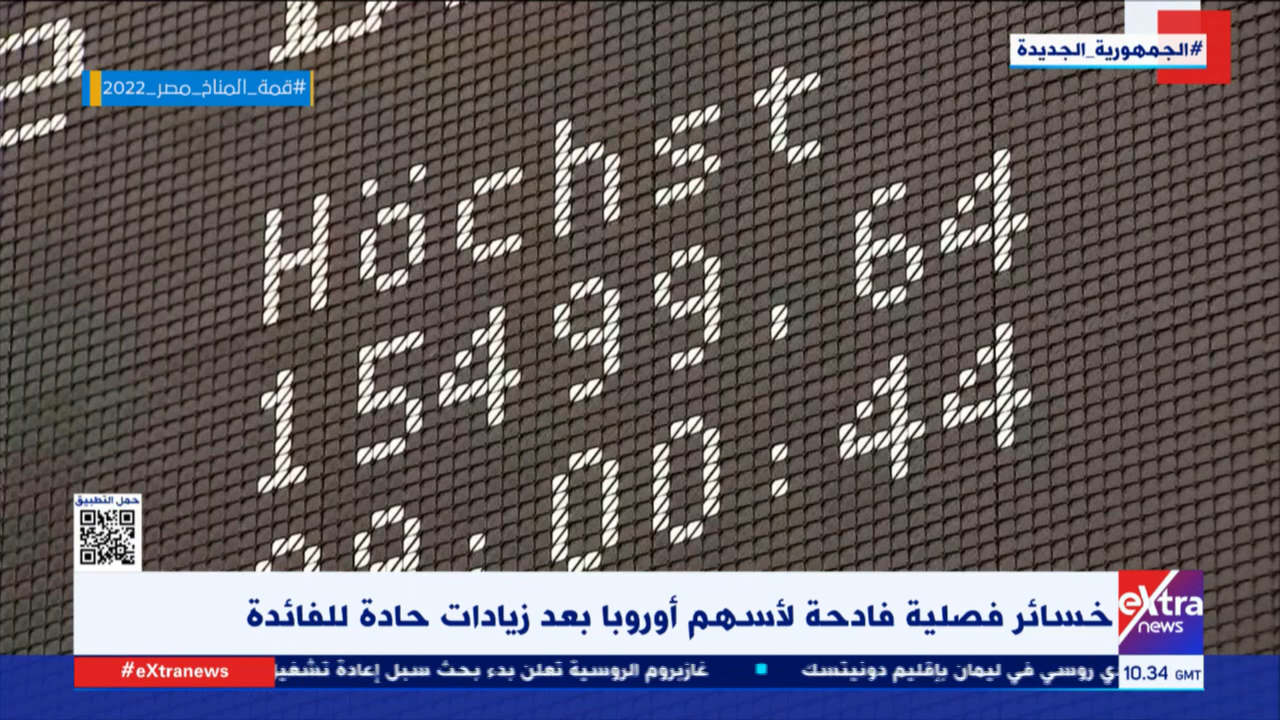 #الجمهورية_الجديدة
#قمة_المناخ_مصر_2022
Höchst
15499.64
:00:44
حمل التطبيق
خسائر فصلية فادحة لأسهم أوروبا بعد زيادات حادة للفائدة
eXtra
news
#eXtranews
روسي في ليمان بإقليم دونيتسك
غازبروم الروسية تعلن بدء بحث سبل إعادة
10.34 GMT